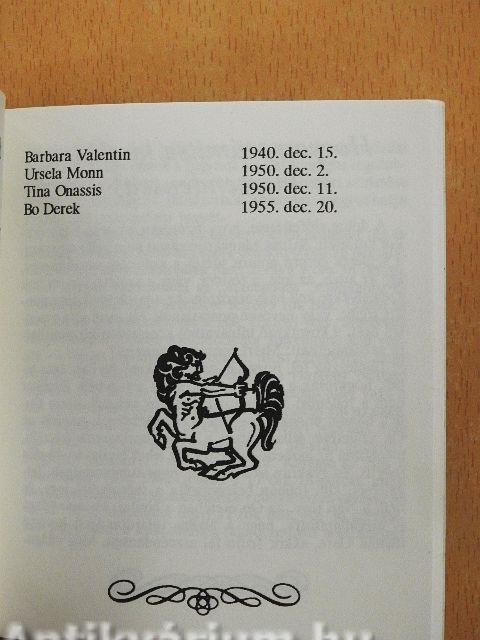 Barbara Valentin 1940. dec. 15.
Ursela Monn 1950. dec. 2.
Tina Onassis 1950. dec. 11.
Bo Derek 1955. dec. 20.
Antikvárium.hu